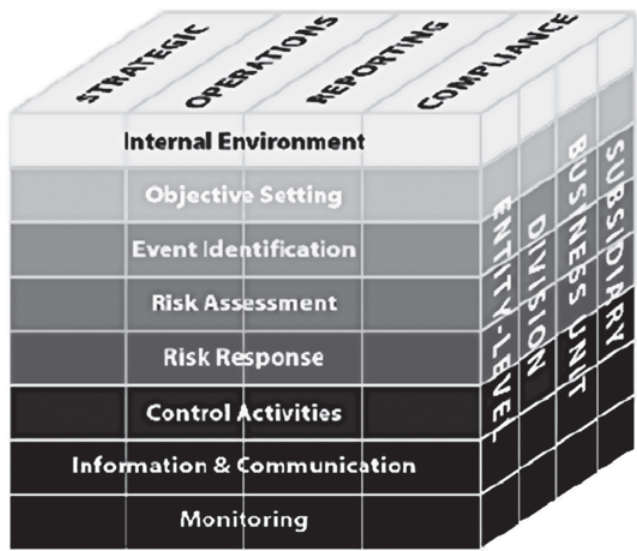 STRATEGIC
OPERATIONS
REPORTING
COMPLIANCE
Internal Environment
Objective Setting
Event Identification
Risk Assessment
Risk Response
Control Activities
Information & Communication
Monitoring
ENTITY-LEVEL
DIVISION
BUSINESS UNIT
SUBSIDIARY